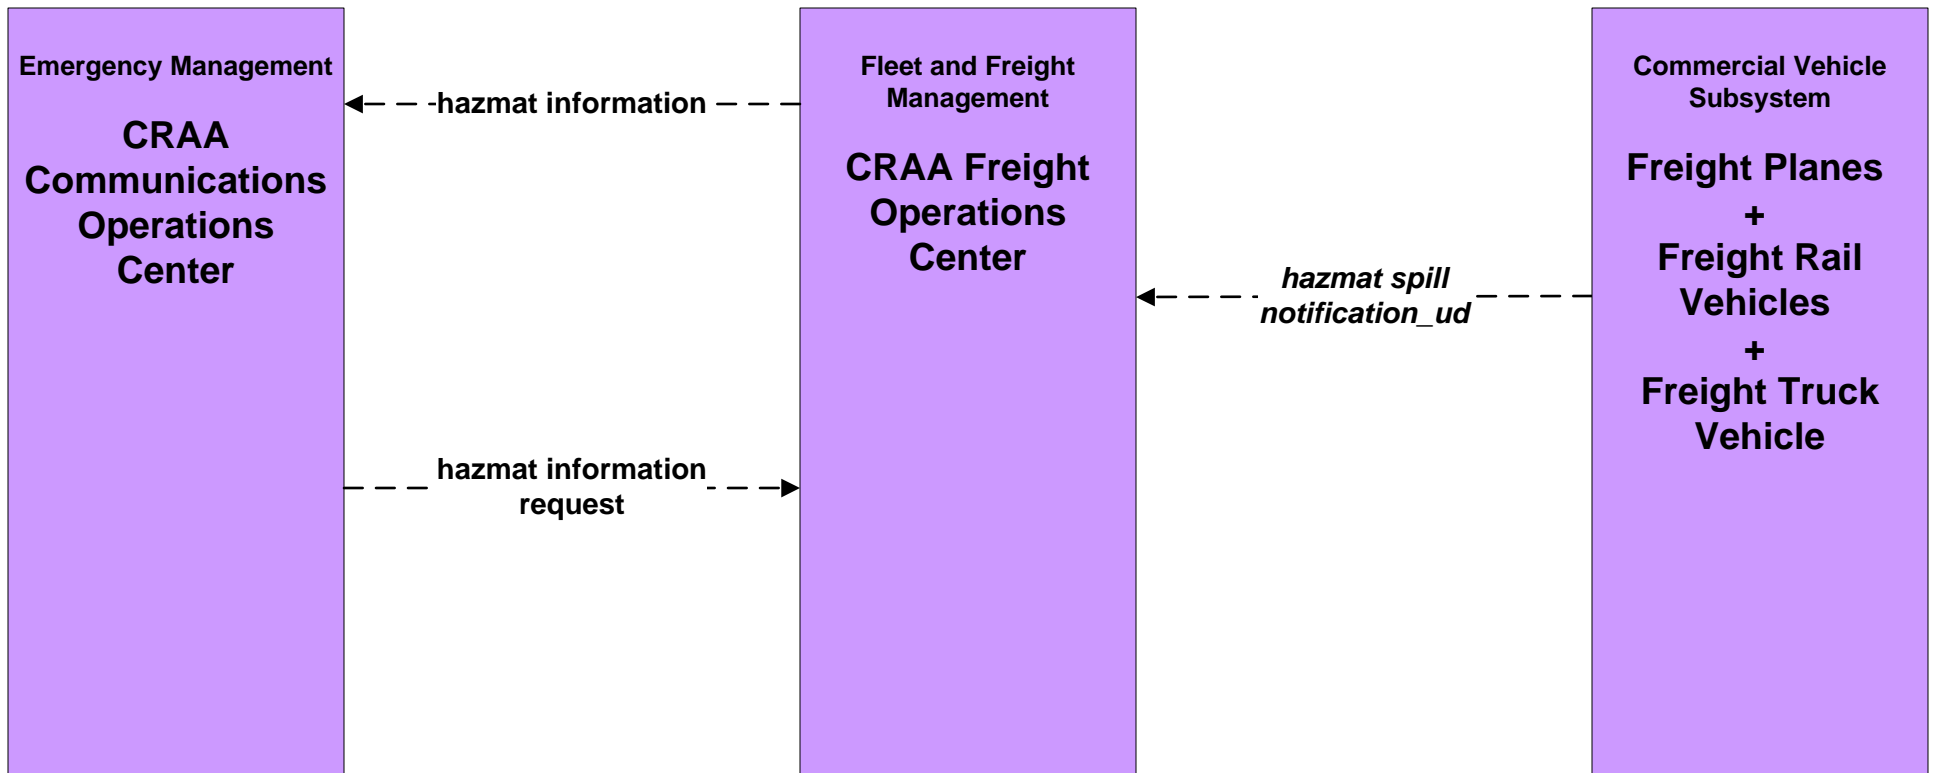 Emergency Management
CRAA
Communications
Operations
Center
hazmat information
hazmat information
request
Fleet and Freight
Management
CRAA Freight
Operations
Center
hazmat spill
notification_ud
Commercial Vehicle
Subsystem
Freight Planes
+
Freight Rail
Vehicles
+
Freight Truck
Vehicle